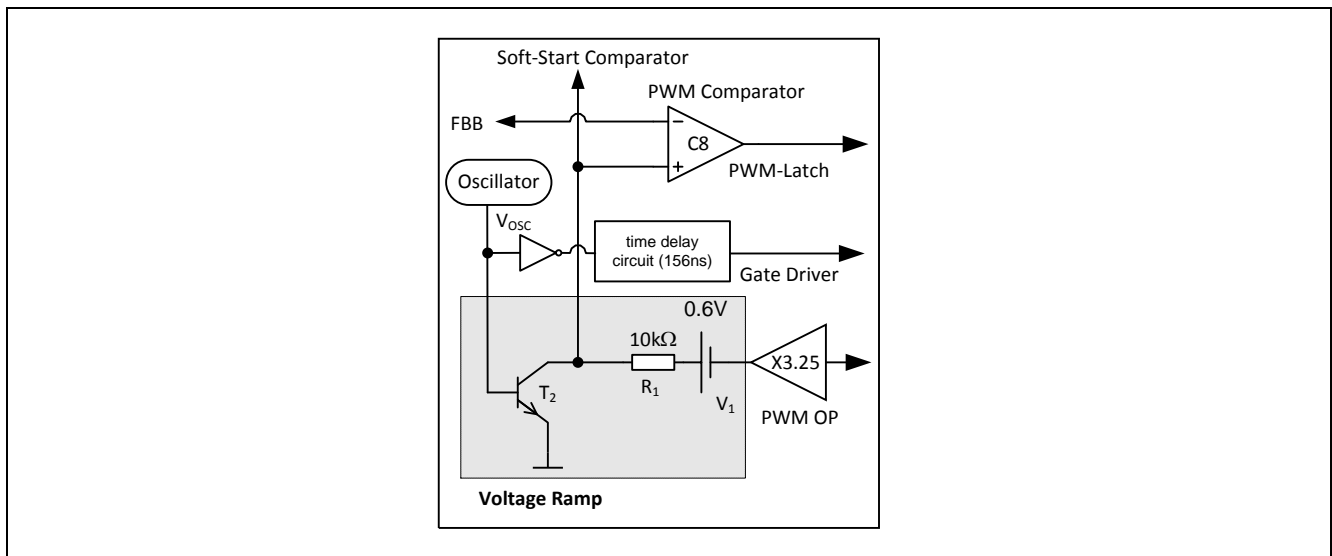 Soft-Start Comparator
PWM Comparator
FBB
−
C8
+
PWM-Latch
Oscillator
VOSC
time delay
circuit (156ns)
Gate Driver
0.6V
10kΩ
X3.25
R1
T2
V1
PWM OP
Voltage Ramp